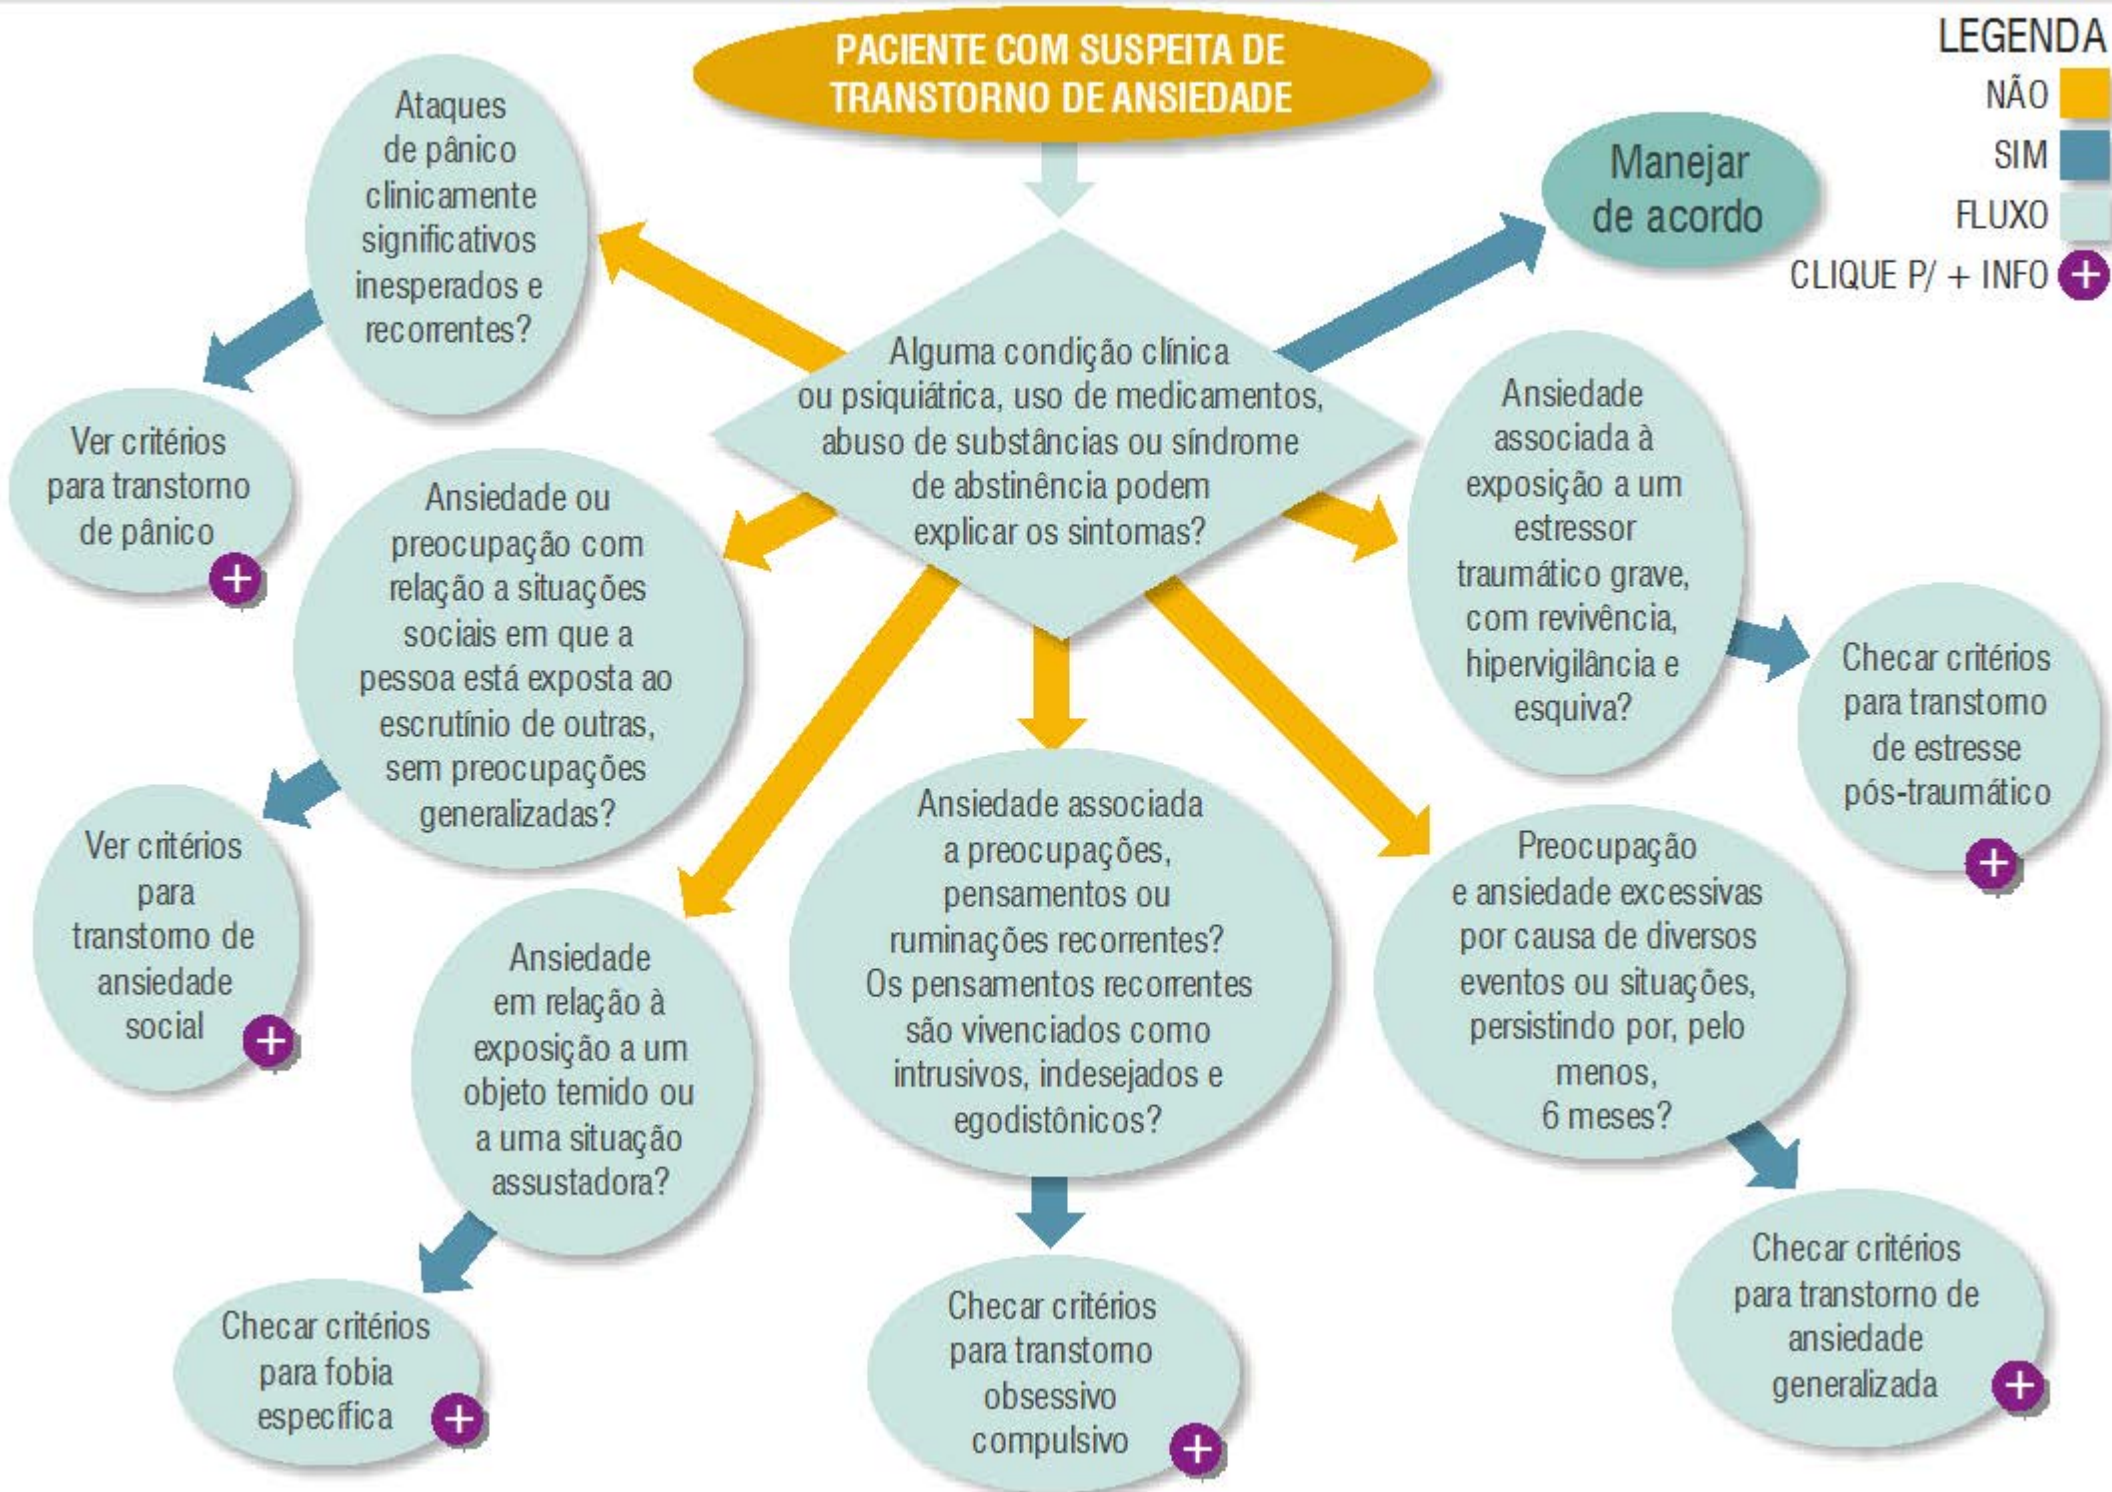 PACIENTE COM SUSPEITA DE
TRANSTORNO DE ANSIEDADE
LEGENDA
NÃO
SIM
FLUXO
CLIQUE P/ + INFO +
Manejar
de acordo
Alguma condição clínica
ou psiquiátrica, uso de medicamentos,
abuso de substâncias ou síndrome
de abstinência podem
explicar os sintomas?
Ataques
de pânico
clinicamente
significativos
inesperados e
recorrentes?
Ver critérios
para transtorno
de pânico
+
Ansiedade ou
preocupação com
relação a situações
sociais em que a
pessoa está exposta ao
escrutínio de outras,
sem preocupações
generalizadas?
Ver critérios
para
transtorno de
ansiedade
social
+
Ansiedade
em relação à
exposição a um
objeto temido ou
a uma situação
assustadora?
Checar critérios
para fobia
específica
+
Ansiedade associada
a preocupações,
pensamentos ou
ruminações recorrentes?
Os pensamentos recorrentes
são vivenciados como
intrusivos, indesejados e
egodistônicos?
Checar critérios
para transtorno
obsessivo
compulsivo
+
Preocupação
e ansiedade excessivas
por causa de diversos
eventos ou situações,
persistindo por, pelo
menos,
6 meses?
Checar critérios
para transtorno de
ansiedade
generalizada
+
Ansiedade
associada à
exposição a um
estressor
traumático grave,
com revivência,
hipervigilância e
esquiva?
Checar critérios
para transtorno
de estresse
pós-traumático
+